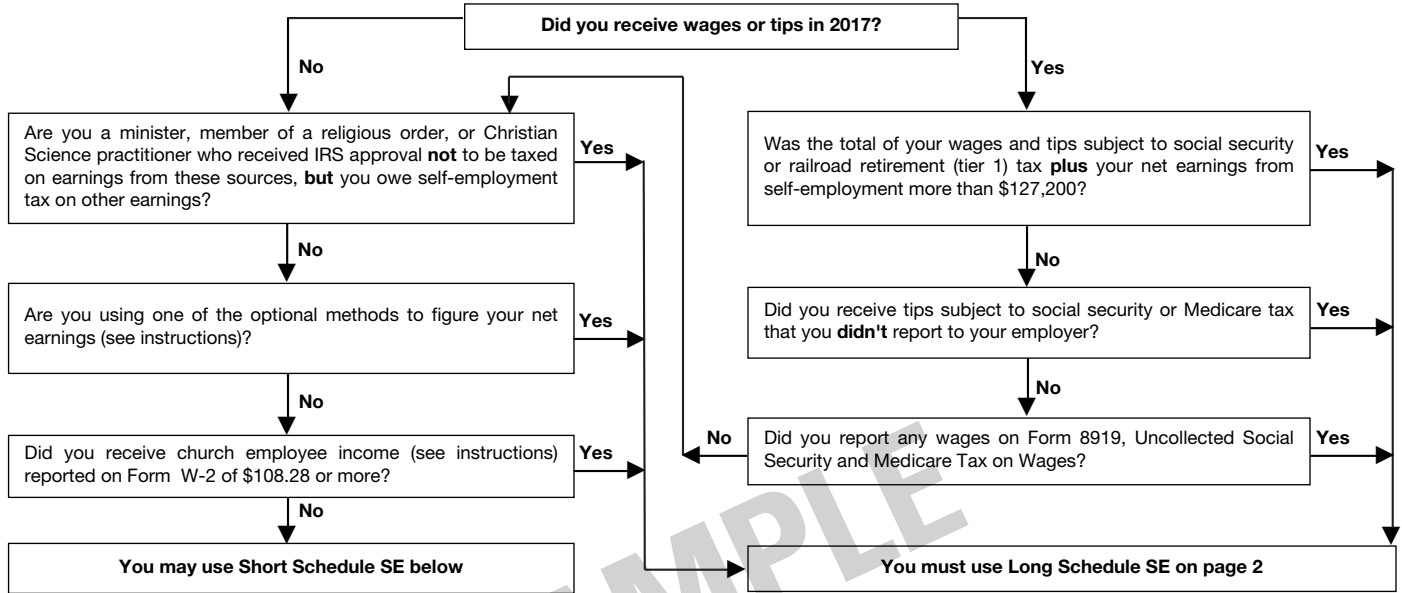 Did you receive wages or tips in 2017?
No
Yes
Are you a minister, member of a religious order, or Christian
Science practitioner who received IRS approval not to be taxed
on earnings from these sources, but you owe self-employment
tax on other earnings?
Yes
Was the total of your wages and tips subject to social security
or railroad retirement (tier 1) tax plus your net earnings from
self-employment more than $127,200?
Yes
No
No
Are you using one of the optional methods to figure your net
earnings (see instructions)?
Yes
Did you receive tips subject to social security or Medicare tax
that you didn't report to your employer?
Yes
No
No
Did you receive church employee income (see instructions)
reported on Form W-2 of $108.28 or more?
Yes
No
Did you report any wages on Form 8919, Uncollected Social
Security and Medicare Tax on Wages?
Yes
No
You may use Short Schedule SE below
You must use Long Schedule SE on page 2